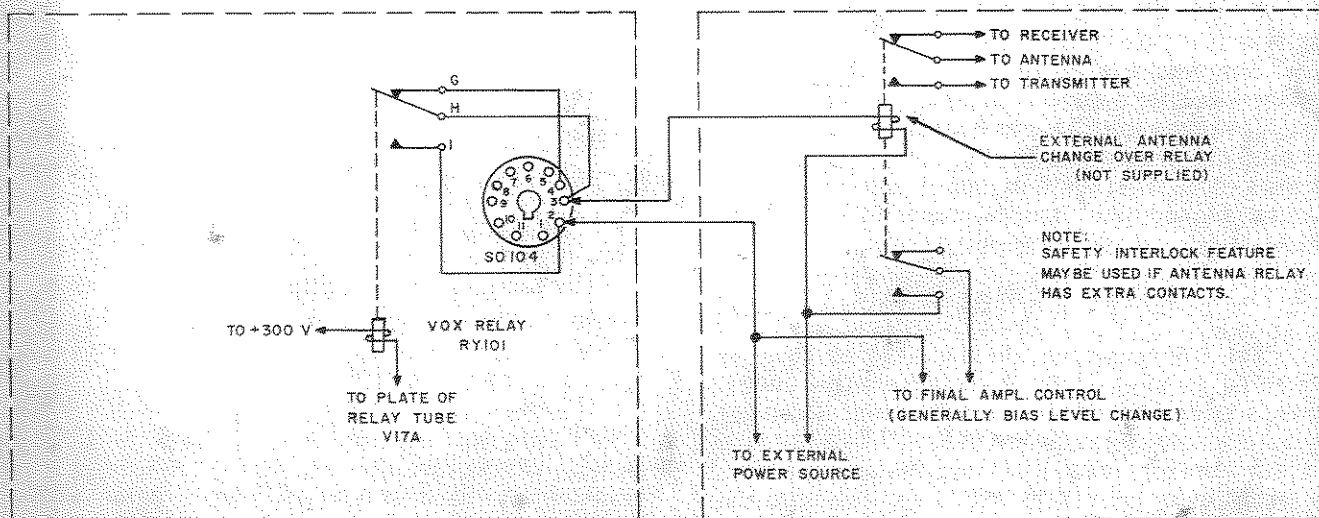 G
H
I
6
7
5
8
4
9
3
10
2
11
1
SO104
TO +300 V
VOX RELAY
RY101
TO PLATE OF
RELAY TUBE
V17A
TO RECEIVER
TO ANTENNA
TO TRANSMITTER
EXTERNAL ANTENNA
CHANGE OVER RELAY
(NOT SUPPLIED)
NOTE:
SAFETY INTERLOCK FEATURE
MAYBE USED IF ANTENNA RELAY
HAS EXTRA CONTACTS.
TO FINAL AMPL. CONTROL
(GENERALLY BIAS LEVEL CHANGE)
TO EXTERNAL
POWER SOURCE